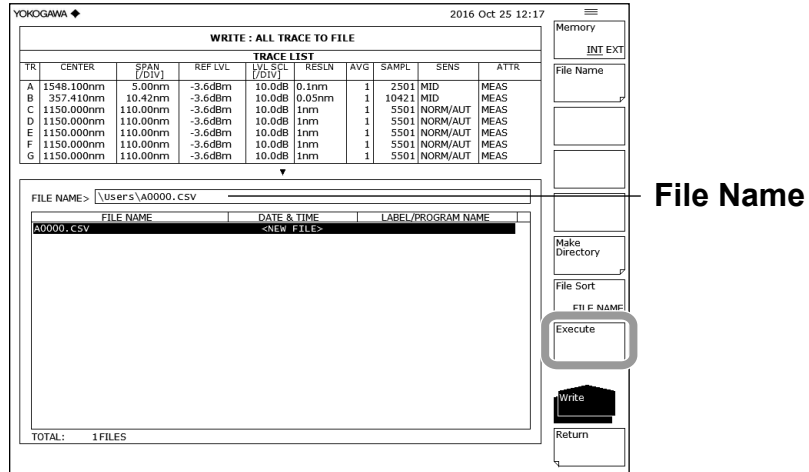 YOKOGAWA ◆ 2016 Oct 25 12:17
WRITE : ALL TRACE TO FILE
TRACE LIST
TR CENTER SPAN [/DIV] REF LVL LVL SCL [/DIV] RESLN AVG SAMPL SENS ATTR
A 1548.100nm 5.00nm -3.6dBm 10.0dB 0.1nm 1 2501 MID MEAS
B 357.410nm 10.42nm -3.6dBm 10.0dB 0.05nm 1 10421 MID MEAS
C 1150.000nm 110.00nm -3.6dBm 10.0dB 1nm 1 5501 NORM/AUT MEAS
D 1150.000nm 110.00nm -3.6dBm 10.0dB 1nm 1 5501 NORM/AUT MEAS
E 1150.000nm 110.00nm -3.6dBm 10.0dB 1nm 1 5501 NORM/AUT MEAS
F 1150.000nm 110.00nm -3.6dBm 10.0dB 1nm 1 5501 NORM/AUT MEAS
G 1150.000nm 110.00nm -3.6dBm 10.0dB 1nm 1 5501 NORM/AUT MEAS
▼
FILE NAME> \Users\A0000.CSV
FILE NAME DATE & TIME LABEL/PROGRAM NAME
A0000.CSV <NEW FILE>
TOTAL: 1FILES
Memory
INT EXT
File Name
Make
Directory
File Sort
FILE NAME
Execute
Write
Return
File Name